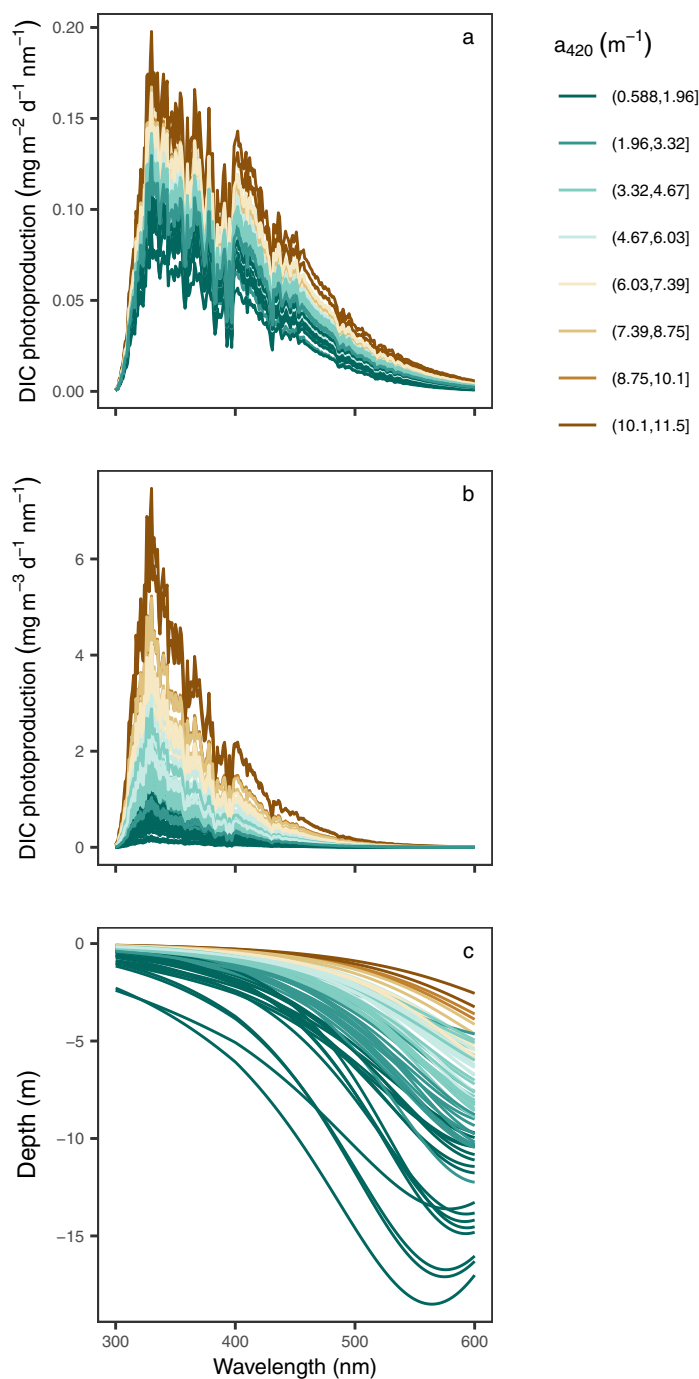 a
0.20
0.15
0.10
0.05
0.00
DIC photoproduction (mg m⁻² d⁻¹ nm⁻¹)
a₄₂₀ (m⁻¹)
(0.588,1.96]
(1.96,3.32]
(3.32,4.67]
(4.67,6.03]
(6.03,7.39]
(7.39,8.75]
(8.75,10.1]
(10.1,11.5]
b
6
4
2
0
DIC photoproduction (mg m⁻³ d⁻¹ nm⁻¹)
c
0
−5
−10
−15
Depth (m)
300 400 500 600
Wavelength (nm)